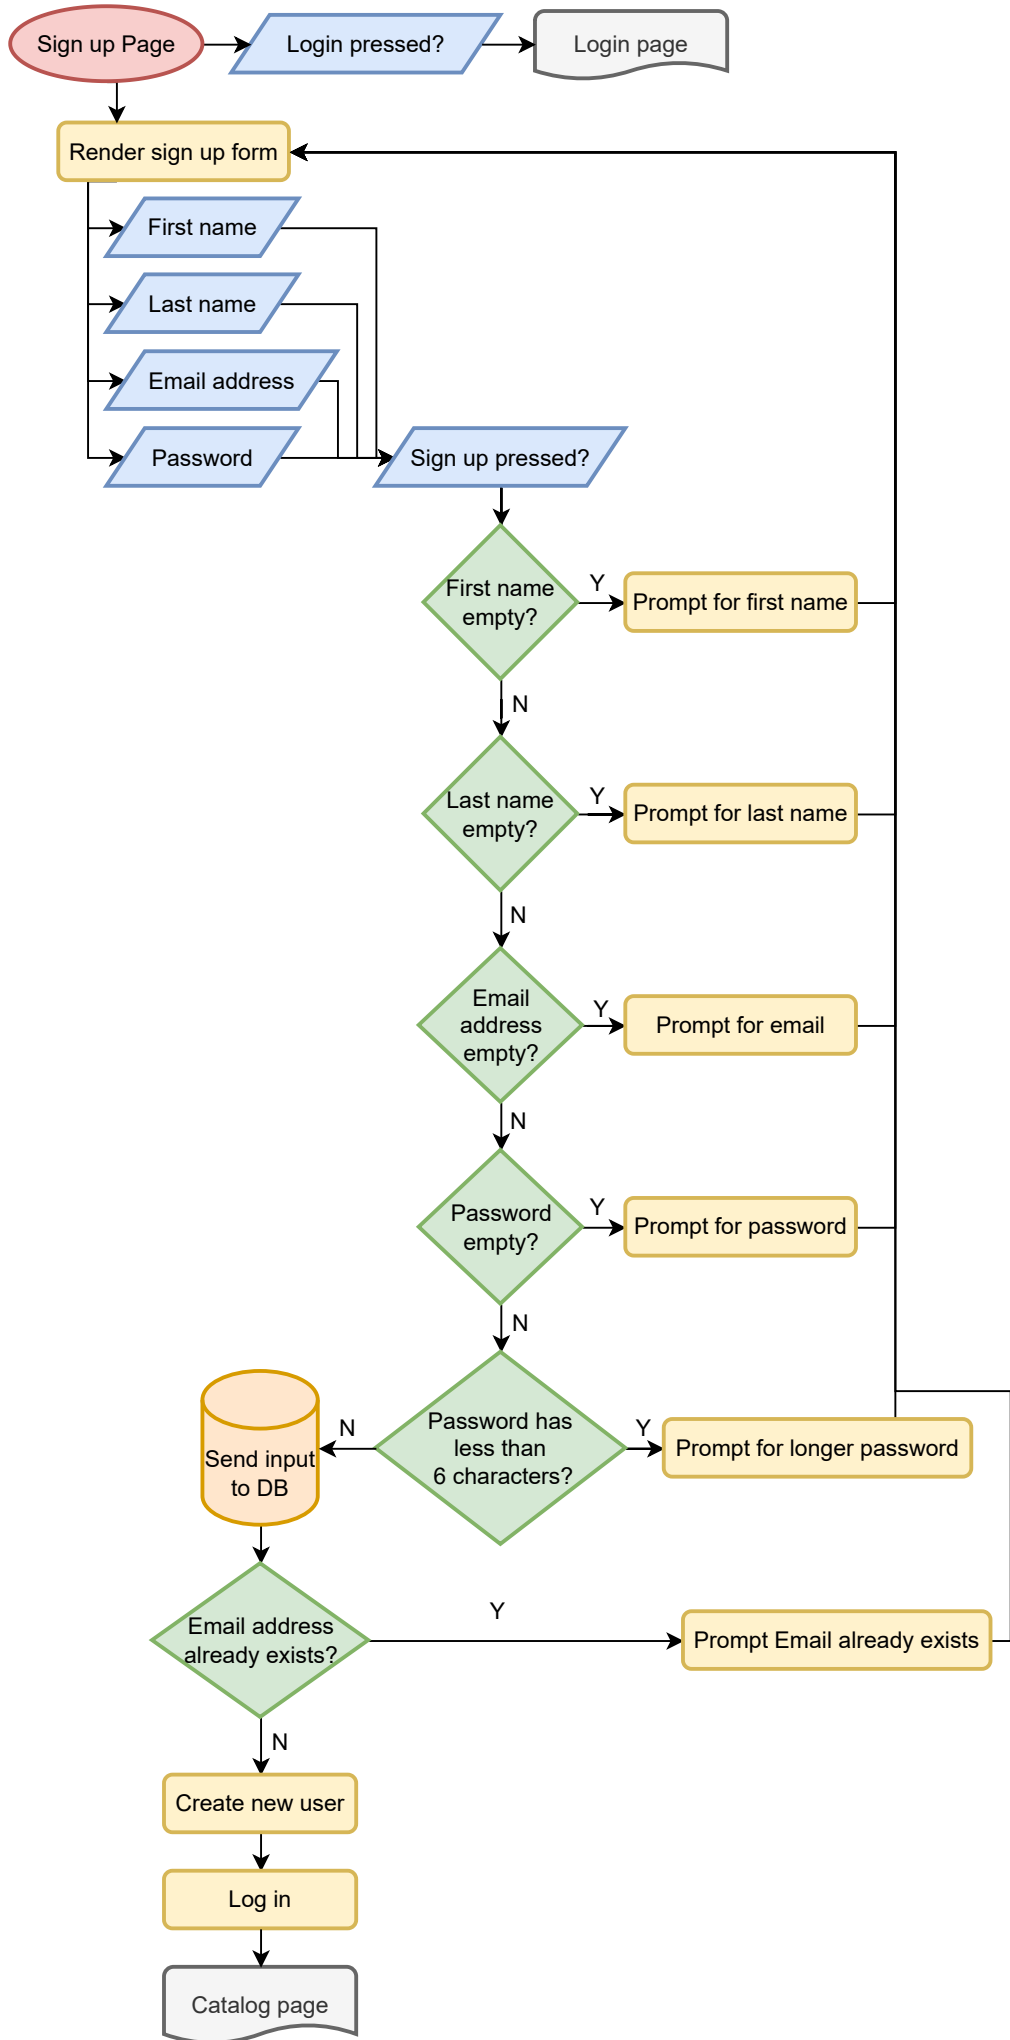 Sign up Page
Login pressed?
Login page
Render sign up form
First name
Last name
Email address
Password
Sign up pressed?
First name
empty?
Y
Prompt for first name
N
Last name
empty?
Y
Prompt for last name
N
Email
address
empty?
Y
Prompt for email
N
Password
empty?
Y
Prompt for password
N
Password has
less than
6 characters?
N
Y
Send input
to DB
Prompt for longer password
Email address
already exists?
Y
Prompt Email already exists
N
Create new user
Log in
Catalog page